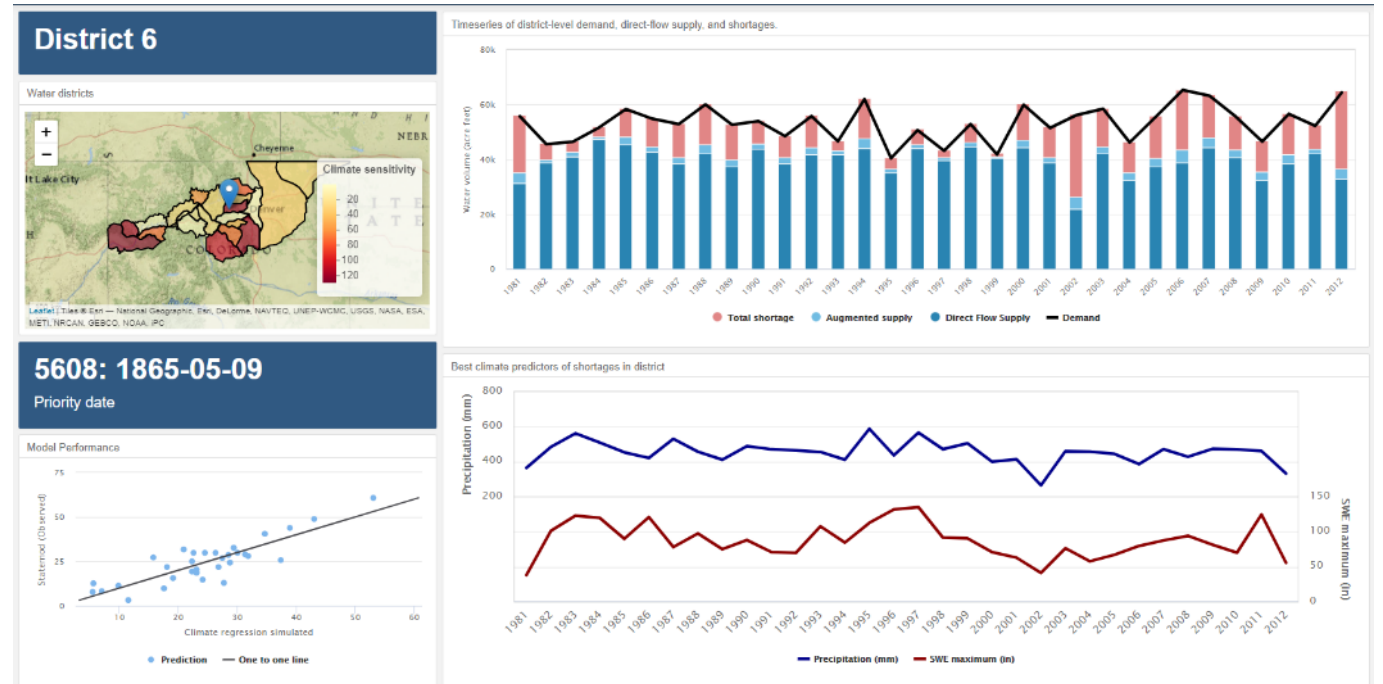 District 6
Water districts
+
−
Cheyenne
NEBR
lt Lake City
Climate sensitivity
20
40
60
80
100
120
Denver
Leaflet | Tiles © Esri — National Geographic, Esri, DeLorme, NAVTEQ, UNEP-WCMC, USGS, NASA, ESA,
METI, NRCAN, GEBCO, NOAA, iPC
5608: 1865-05-09
Priority date
Model Performance
75
50
25
0
Statemod (Observed)
10 20 30 40 50 60
Climate regression simulated
Prediction One to one line
Timeseries of district-level demand, direct-flow supply, and shortages.
80k
60k
40k
20k
0
Water volume (acre feet)
1981 1982 1983 1984 1985 1986 1987 1988 1989 1990 1991 1992 1993 1994 1995 1996 1997 1998 1999 2000 2001 2002 2003 2004 2005 2006 2007 2008 2009 2010 2011 2012
Total shortage Augmented supply Direct Flow Supply Demand
Best climate predictors of shortages in district
800
600
400
200
Precipitation (mm)
150
100
50
0
SWE maximum (in)
1981 1982 1983 1984 1985 1986 1987 1988 1989 1990 1991 1992 1993 1994 1995 1996 1997 1998 1999 2000 2001 2002 2003 2004 2005 2006 2007 2008 2009 2010 2011 2012
Precipitation (mm) SWE maximum (in)